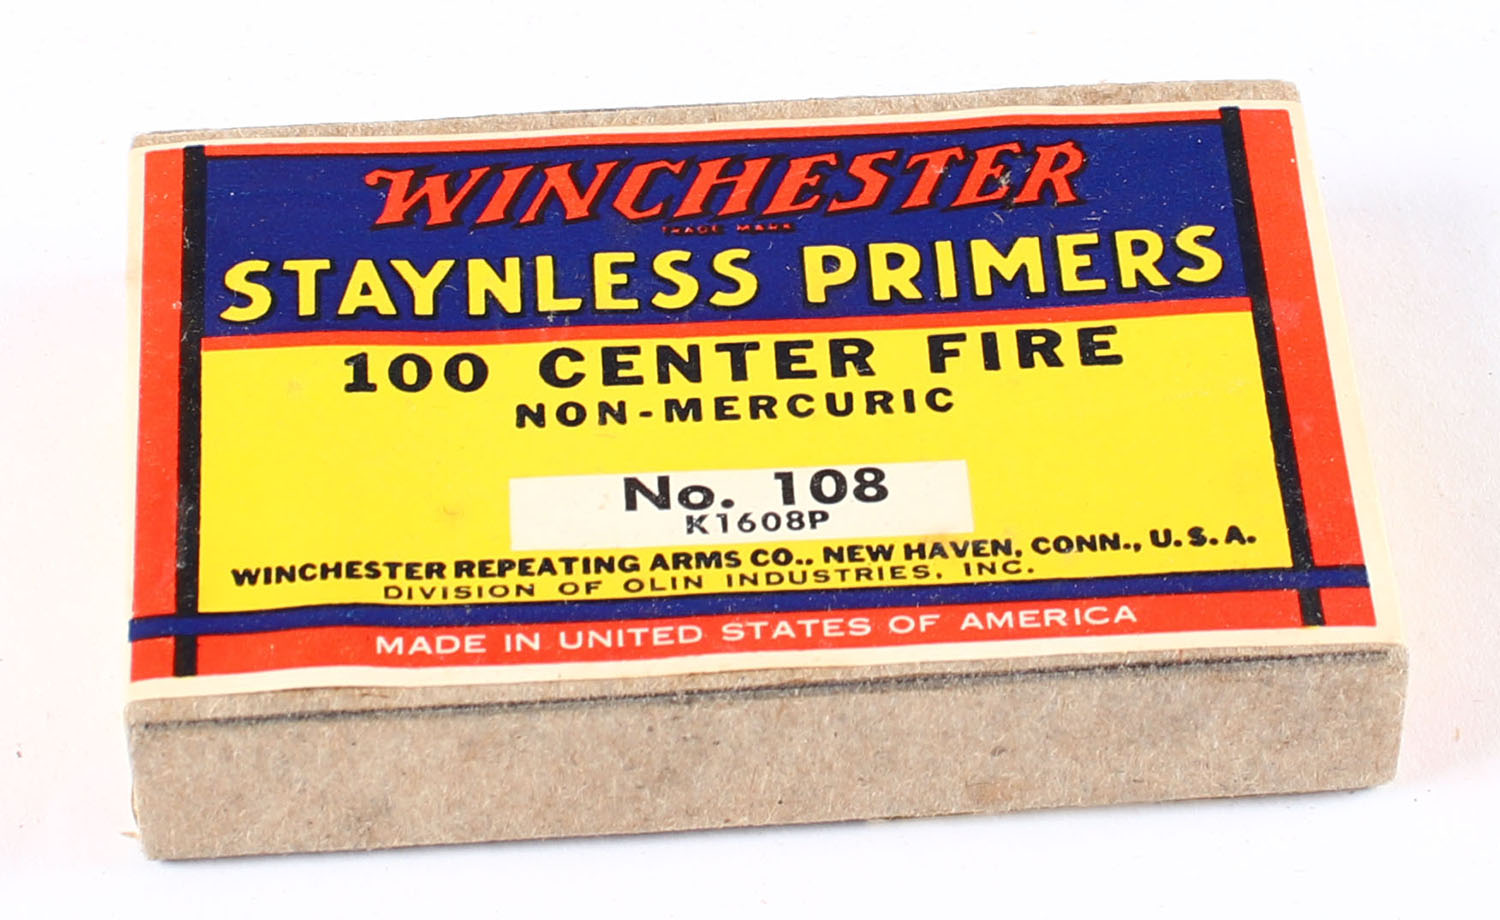 WINCHESTER
TRADE MARK
STAYNLESS PRIMERS
100 CENTER FIRE
NON-MERCURIC
No. 108
K1608P
WINCHESTER REPEATING ARMS CO., NEW HAVEN, CONN., U.S.A.
DIVISION OF OLIN INDUSTRIES, INC.
MADE IN UNITED STATES OF AMERICA